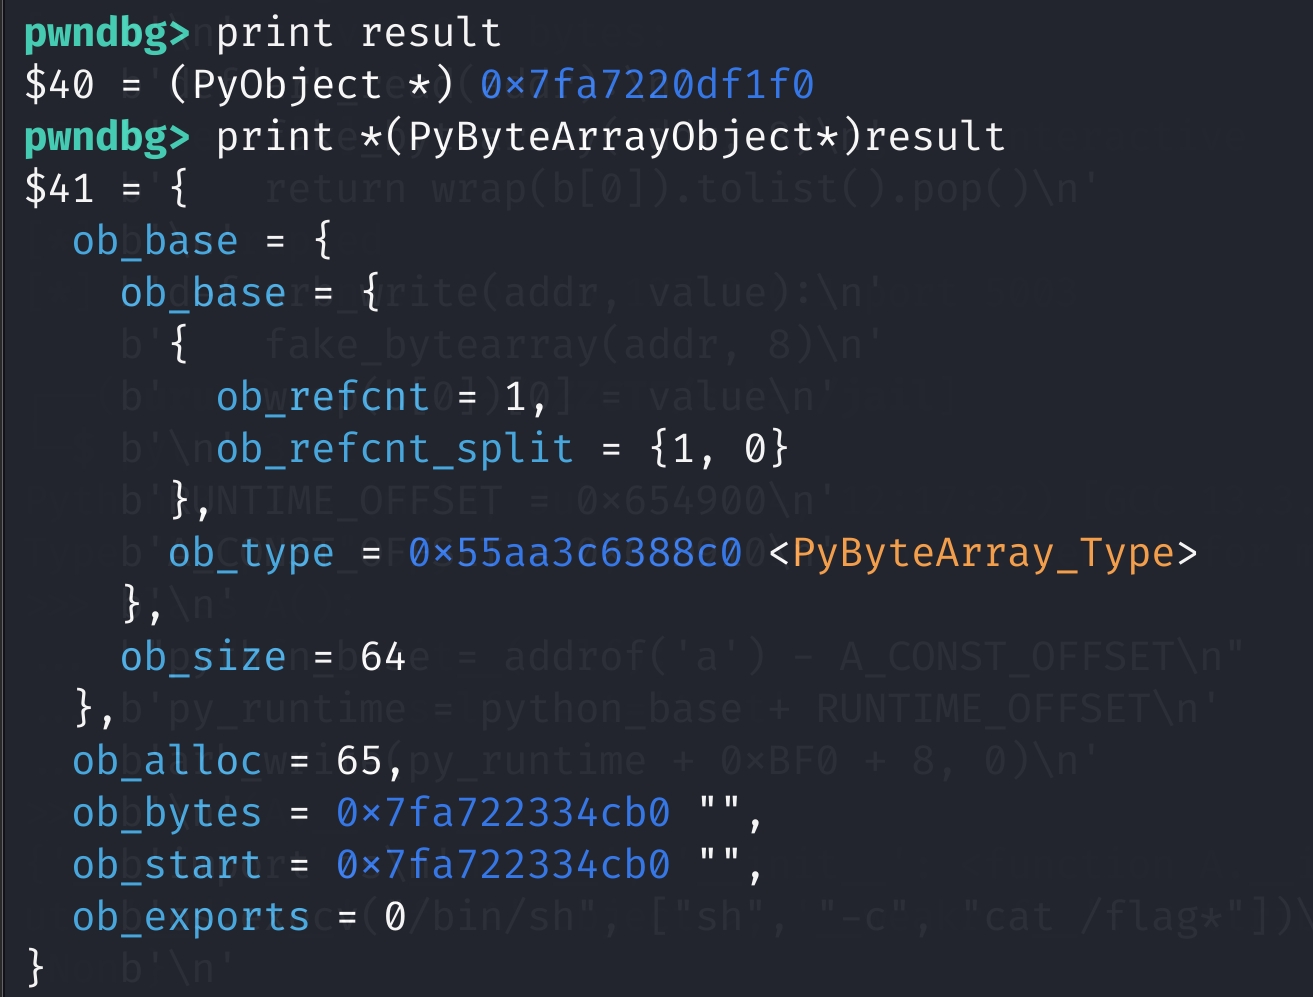 pwndbg> print result
$40 = (PyObject *) 0x7fa7220df1f0
pwndbg> print *(PyByteArrayObject*)result
$41 = {
  ob_base = {
    ob_base = {
      {
        ob_refcnt = 1,
        ob_refcnt_split = {1, 0}
      },
      ob_type = 0x55aa3c6388c0 <PyByteArray_Type>
    },
    ob_size = 64
  },
  ob_alloc = 65,
  ob_bytes = 0x7fa722334cb0 "",
  ob_start = 0x7fa722334cb0 "",
  ob_exports = 0
}